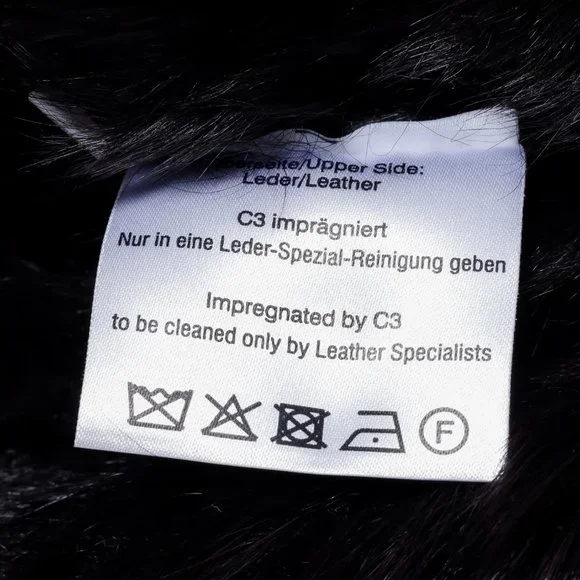 /Upper Side:
Leder/Leather
C3 imprägniert
Nur in eine Leder-Spezial-Reinigung geben
Impregnated by C3
to be cleaned only by Leather Specialists
F